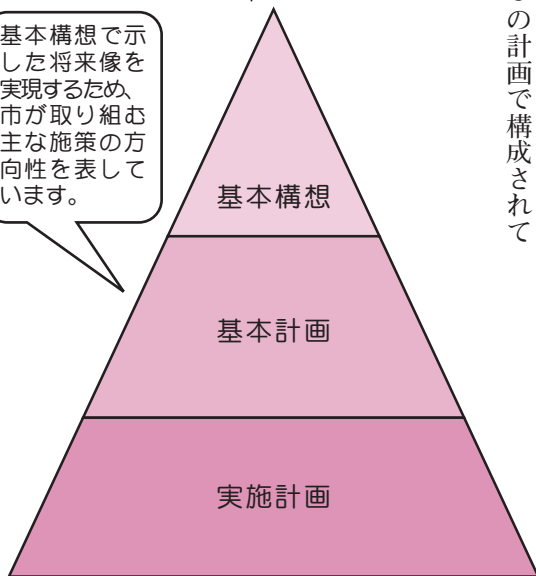 の計画で構成されて
基本構想で示
した将来像を
実現するため、
市が取り組む
主な施策の方
向性を表して
います。
基本構想
基本計画
実施計画